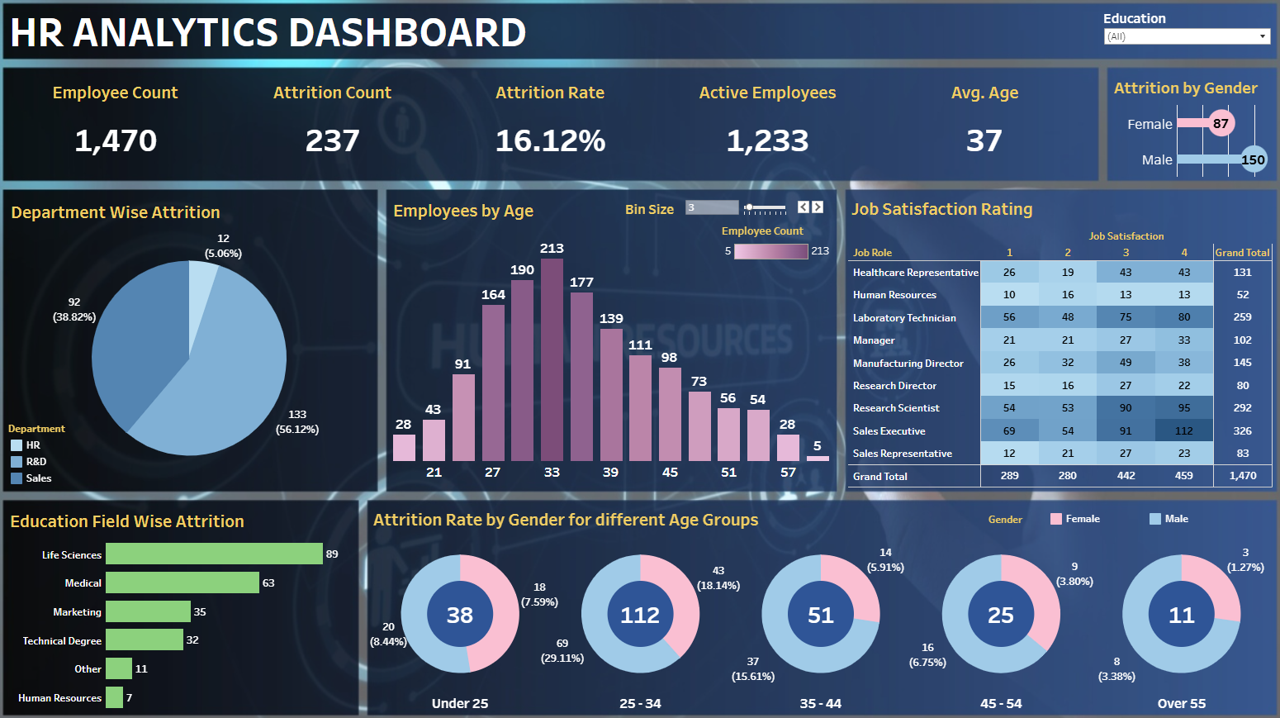 HR ANALYTICS DASHBOARD
Education
(All)
Employee Count
1,470
Attrition Count
237
Attrition Rate
16.12%
Active Employees
1,233
Avg. Age
37
Attrition by Gender
Female 87
Male 150
Department Wise Attrition
12
(5.06%)
92
(38.82%)
133
(56.12%)
Department
HR
R&D
Sales
Employees by Age
Bin Size 3
Employee Count
5 213
28 43 91 164 190 213 177 139 111 98 73 56 54 28 5
21 27 33 39 45 51 57
HUMAN RESOURCES
Job Satisfaction Rating
Job Satisfaction
Job Role 1 2 3 4 Grand Total
Healthcare Representative 26 19 43 43 131
Human Resources 10 16 13 13 52
Laboratory Technician 56 48 75 80 259
Manager 21 21 27 33 102
Manufacturing Director 26 32 49 38 145
Research Director 15 16 27 22 80
Research Scientist 54 53 90 95 292
Sales Executive 69 54 91 112 326
Sales Representative 12 21 27 23 83
Grand Total 289 280 442 459 1,470
Education Field Wise Attrition
Life Sciences 89
Medical 63
Marketing 35
Technical Degree 32
Other 11
Human Resources 7
Attrition Rate by Gender for different Age Groups
Gender Female Male
38
18
(7.59%)
20
(8.44%)
Under 25
112
43
(18.14%)
69
(29.11%)
25 - 34
51
14
(5.91%)
37
(15.61%)
35 - 44
25
9
(3.80%)
16
(6.75%)
45 - 54
11
3
(1.27%)
8
(3.38%)
Over 55